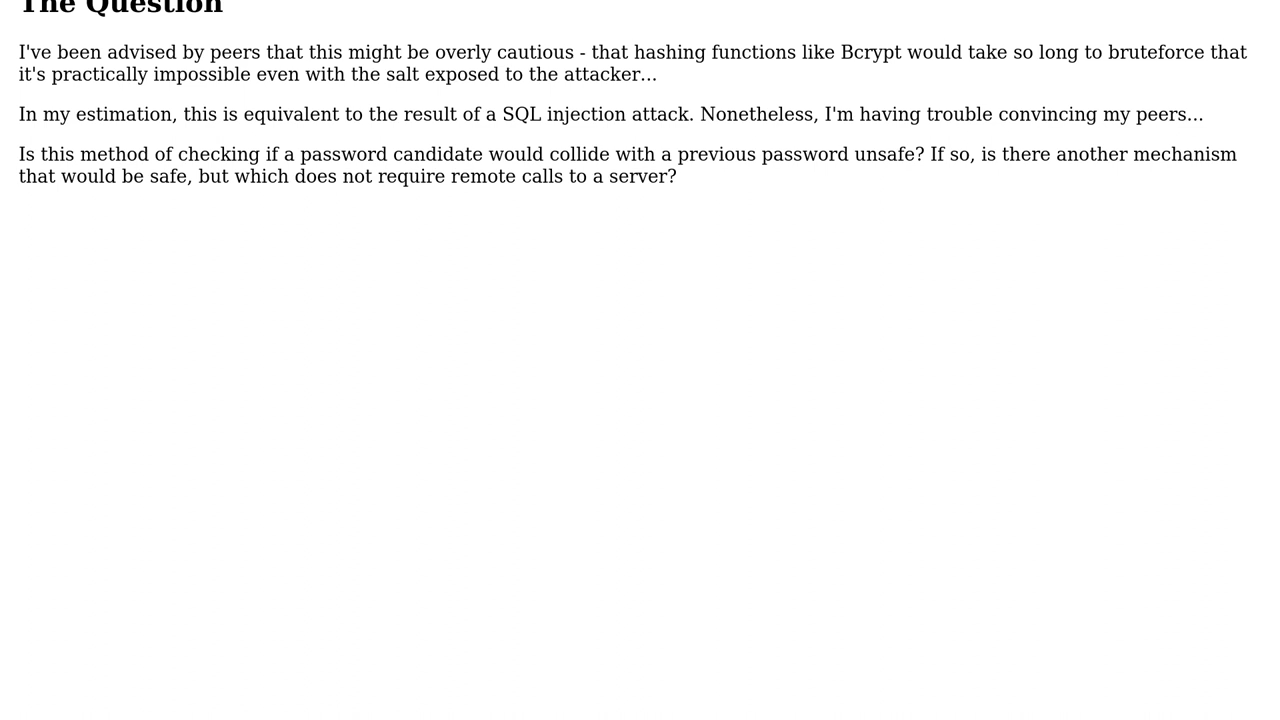 The Question
I've been advised by peers that this might be overly cautious - that hashing functions like Bcrypt would take so long to bruteforce that
it's practically impossible even with the salt exposed to the attacker...
In my estimation, this is equivalent to the result of a SQL injection attack. Nonetheless, I'm having trouble convincing my peers...
Is this method of checking if a password candidate would collide with a previous password unsafe? If so, is there another mechanism
that would be safe, but which does not require remote calls to a server?